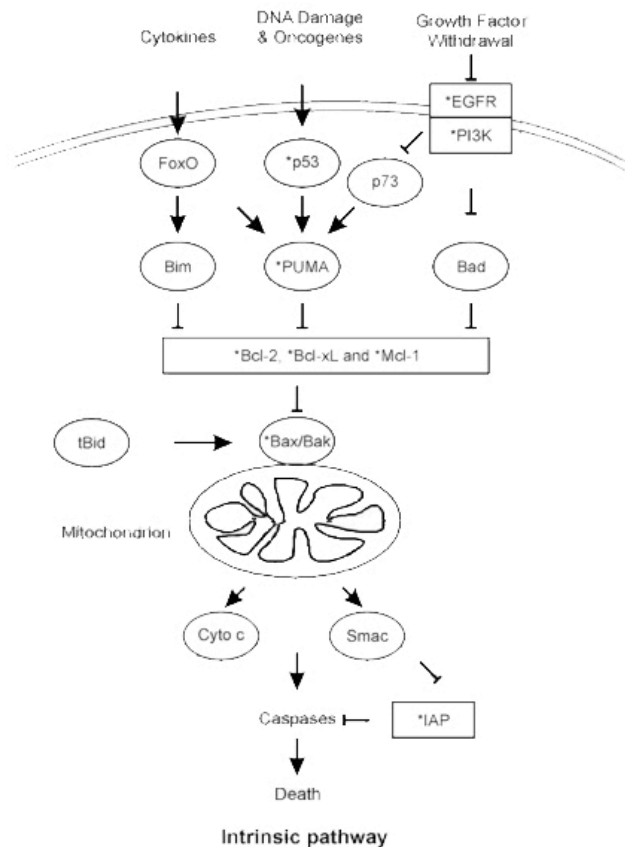 Cytokines
DNA Damage
& Oncogenes
Growth Factor
Withdrawal
*EGFR
*PI3K
FoxO
*p53
p73
Bim
*PUMA
Bad
*Bcl-2, *Bcl-xL and *Mcl-1
tBid
*Bax/Bak
Mitochondrion
Cyto c
Smac
Caspases
*IAP
Death
Intrinsic pathway